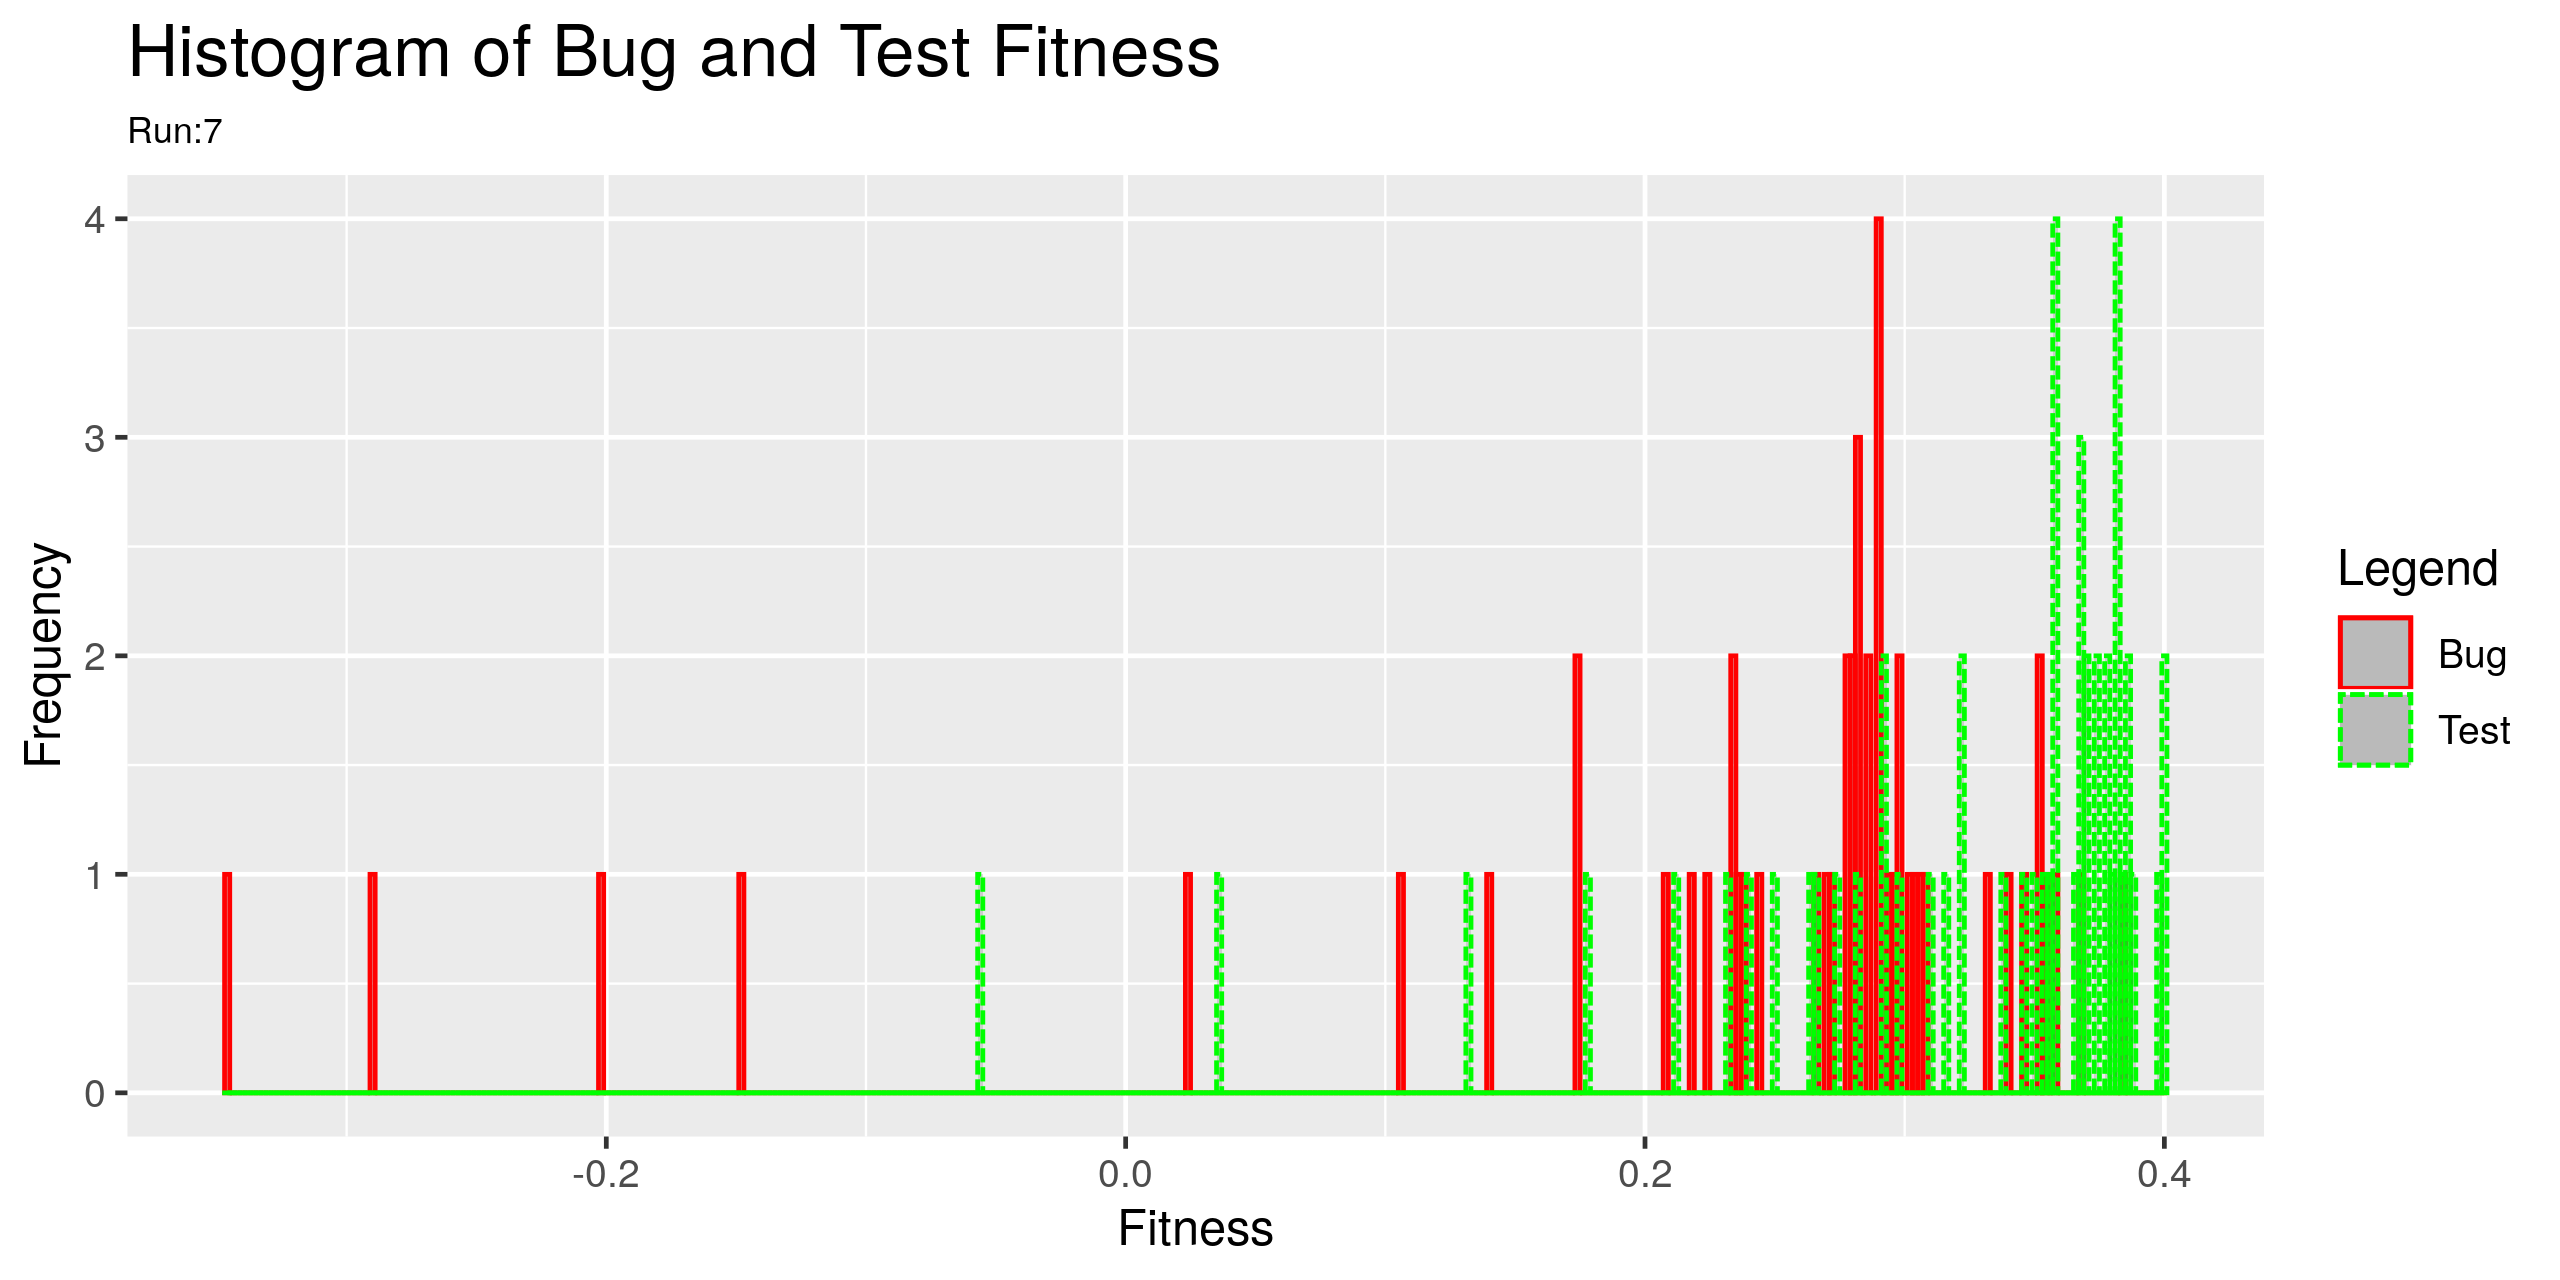 Histogram of Bug and Test Fitness
Run:7
4
3
2
1
0
Frequency
-0.2
0.0
0.2
0.4
Fitness
Legend
Bug
Test